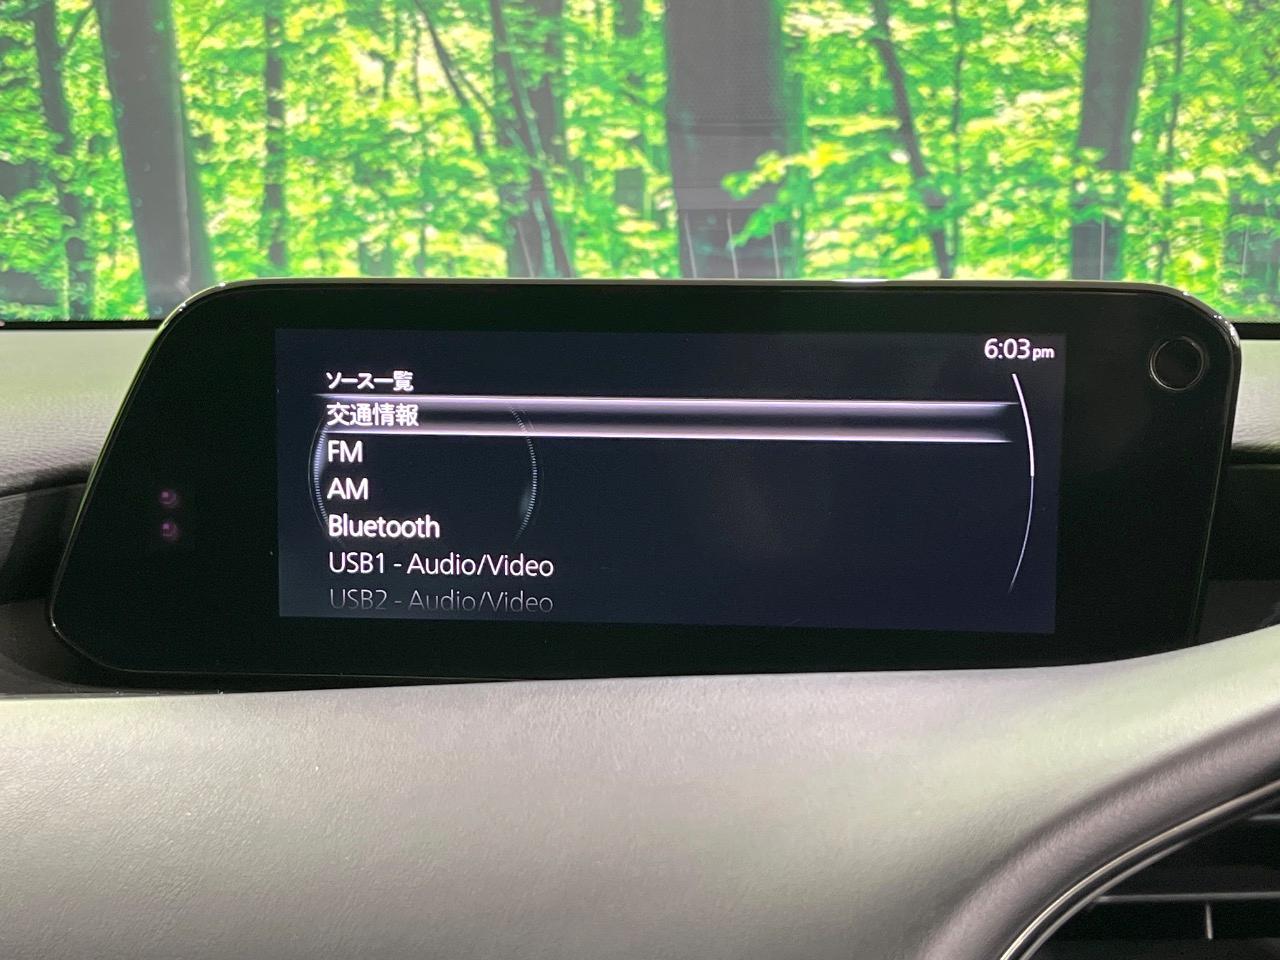 6:03pm
ソース一覧
交通情報
FM
AM
Bluetooth
USB1 - Audio/Video
USB2 - Audio/Video